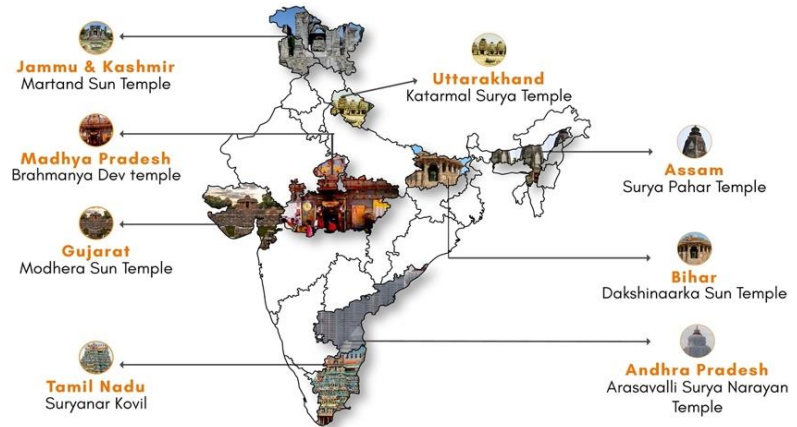 Jammu & Kashmir
Martand Sun Temple
Uttarakhand
Katarmal Surya Temple
Madhya Pradesh
Brahmanya Dev temple
Assam
Surya Pahar Temple
Gujarat
Modhera Sun Temple
Bihar
Dakshinaarka Sun Temple
Tamil Nadu
Suryanar Kovil
Andhra Pradesh
Arasavalli Surya Narayan
Temple